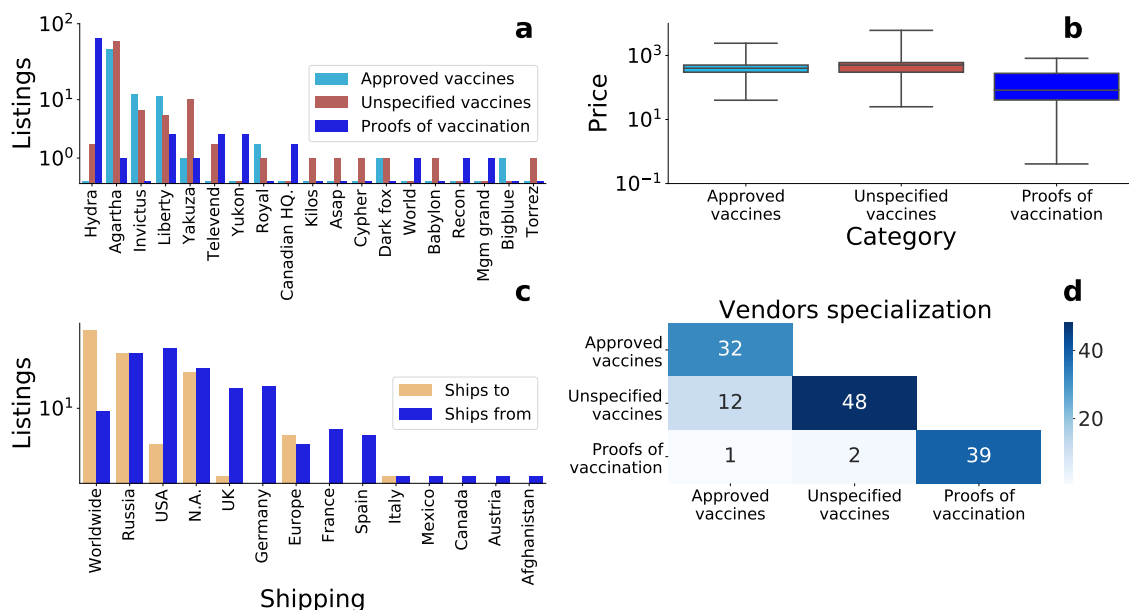 a
Listings
10²
10¹
10⁰
Approved vaccines
Unspecified vaccines
Proofs of vaccination
Hydra
Agartha
Invictus
Liberty
Yakuza
Televend
Yukon
Royal
Canadian HQ.
Kilos
Asap
Cypher
Dark fox
World
Babylon
Recon
Mgm grand
Bigblue
Torrez
b
Price
10³
10¹
10⁻¹
Approved
vaccines
Unspecified
vaccines
Proofs of
vaccination
Category
c
Listings
10¹
Ships to
Ships from
Worldwide
Russia
USA
N.A.
UK
Germany
Europe
France
Spain
Italy
Mexico
Canada
Austria
Afghanistan
Shipping
d
Vendors specialization
Approved
vaccines
32
Unspecified
vaccines
12 48
Proofs of
vaccination
1 2 39
Approved
vaccines
Unspecified
vaccines
Proofs of
vaccination
40
20